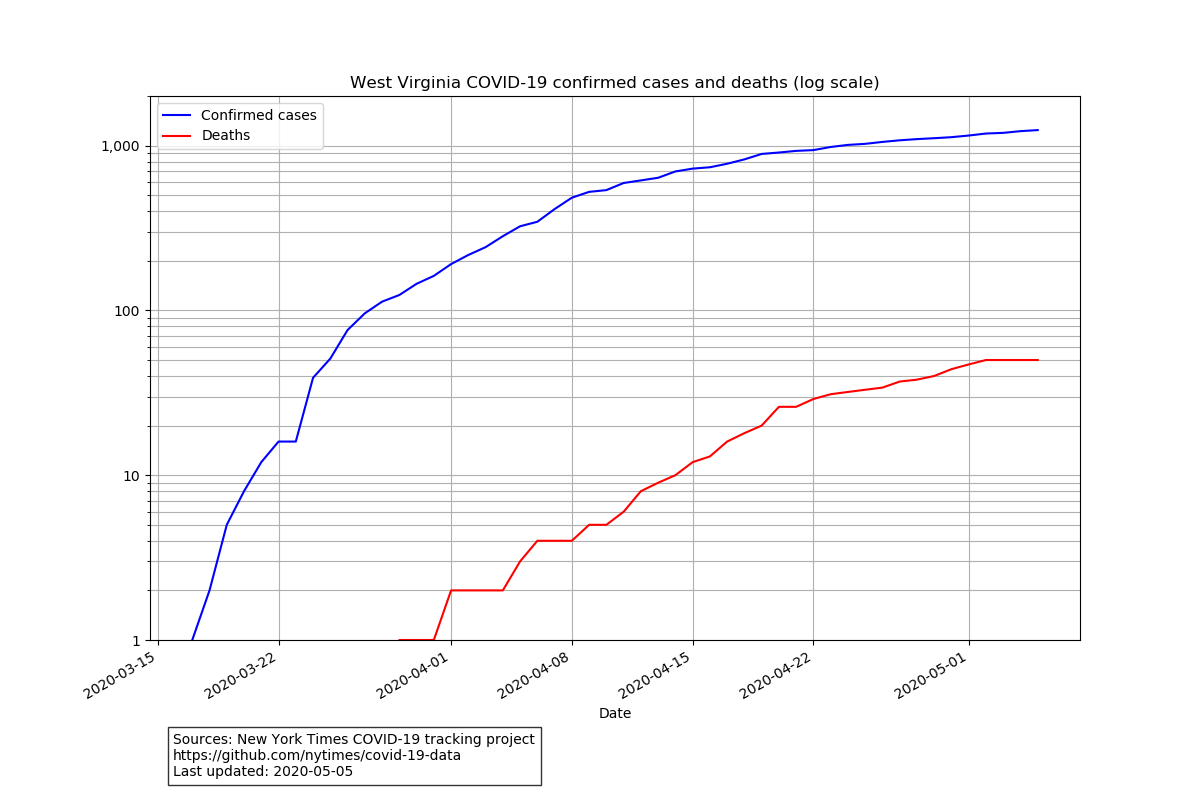 West Virginia COVID-19 confirmed cases and deaths (log scale)
Confirmed cases
Deaths
1,000
100
10
1
2020-03-15
2020-03-22
2020-04-01
2020-04-08
2020-04-15
2020-04-22
2020-05-01
Date
Sources: New York Times COVID-19 tracking project
https://github.com/nytimes/covid-19-data
Last updated: 2020-05-05